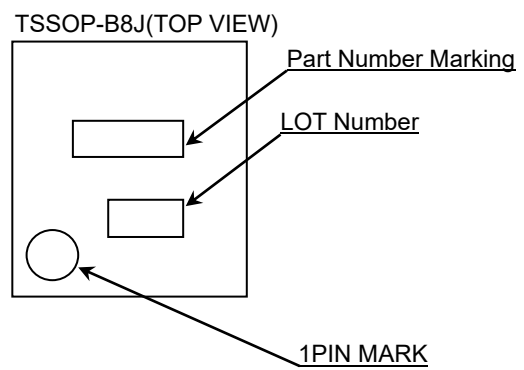 TSSOP-B8J(TOP VIEW)
Part Number Marking
LOT Number
1PIN MARK